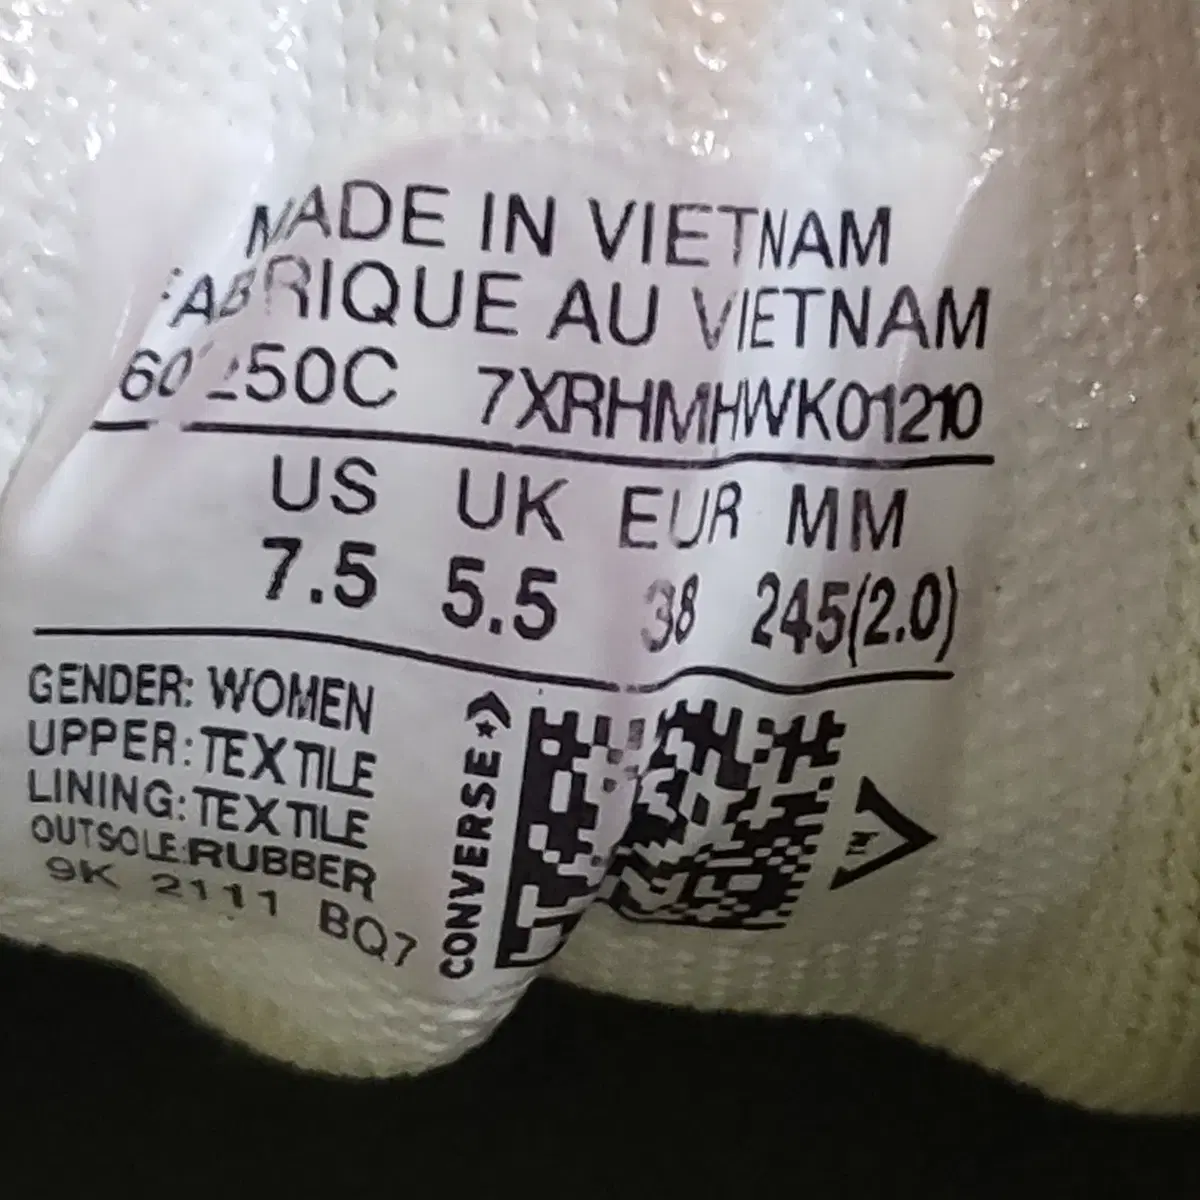 MADE IN VIETNAM
FABRIQUE AU VIETNAM
7XRHMHWK01210
US UK EUR MM
7.5 5.5 38 245(2.0)
GENDER: WOMEN
UPPER: TEXTILE
LINING: TEXTILE
OUTSOLE:RUBBER
9K 2111 BQ7
CONVERSE